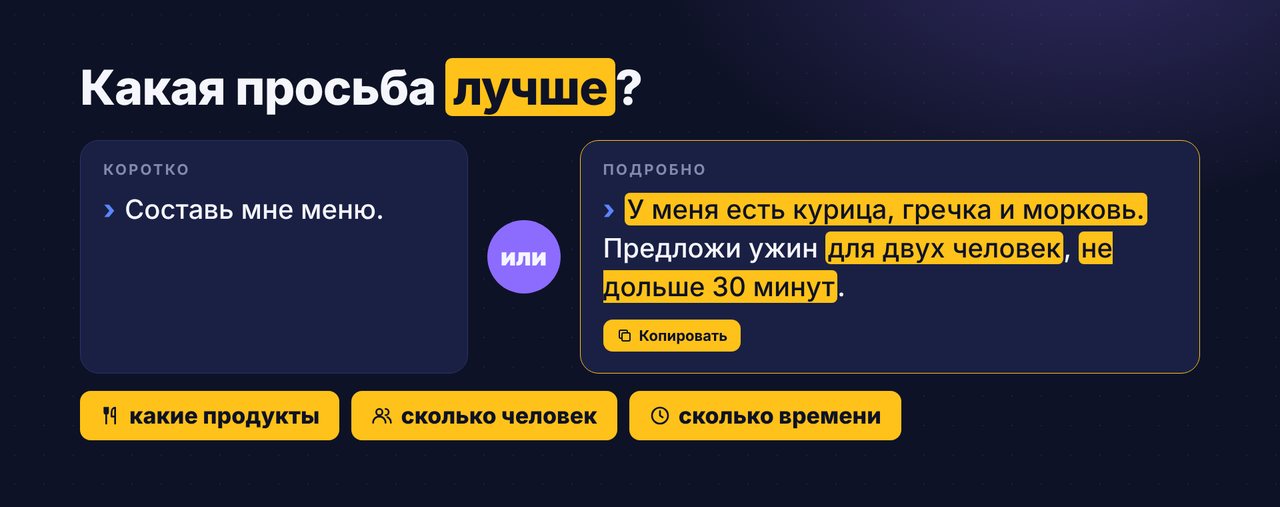 Какая просьба лучше?
КОРОТКО
› Составь мне меню.
или
ПОДРОБНО
› У меня есть курица, гречка и морковь.
Предложи ужин для двух человек, не
дольше 30 минут.
Копировать
какие продукты
сколько человек
сколько времени